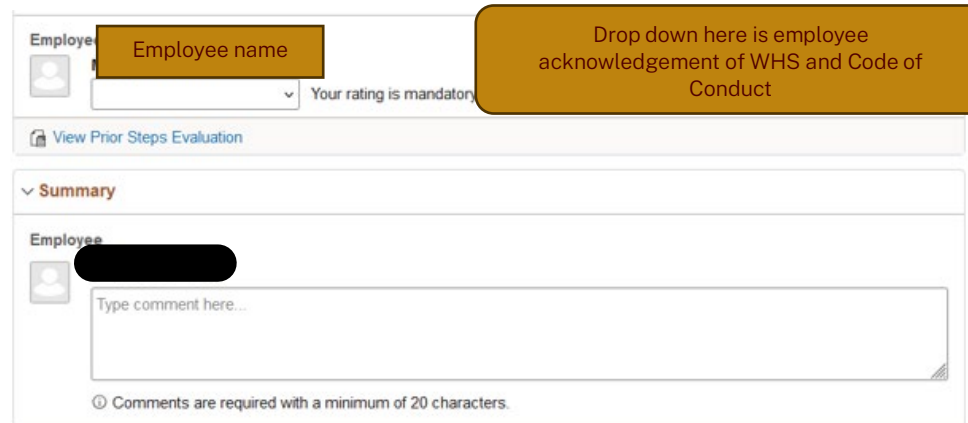 Employee
Employee name
Drop down here is employee
acknowledgement of WHS and Code of
Conduct
Your rating is mandatory
View Prior Steps Evaluation
Summary
Employee
Type comment here...
Comments are required with a minimum of 20 characters.